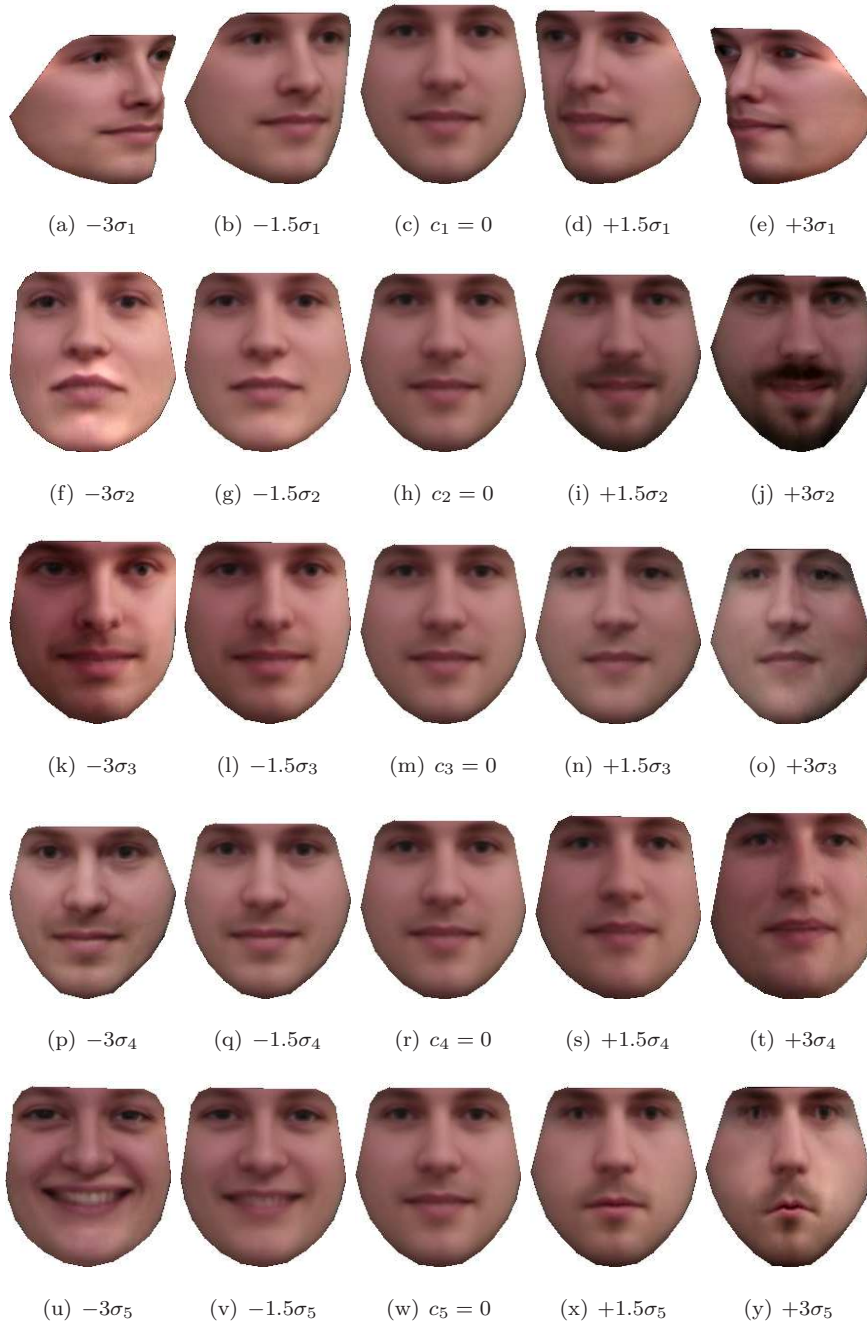 (a) −3σ₁ (b) −1.5σ₁ (c) c₁ = 0 (d) +1.5σ₁ (e) +3σ₁
(f) −3σ₂ (g) −1.5σ₂ (h) c₂ = 0 (i) +1.5σ₂ (j) +3σ₂
(k) −3σ₃ (l) −1.5σ₃ (m) c₃ = 0 (n) +1.5σ₃ (o) +3σ₃
(p) −3σ₄ (q) −1.5σ₄ (r) c₄ = 0 (s) +1.5σ₄ (t) +3σ₄
(u) −3σ₅ (v) −1.5σ₅ (w) c₅ = 0 (x) +1.5σ₅ (y) +3σ₅